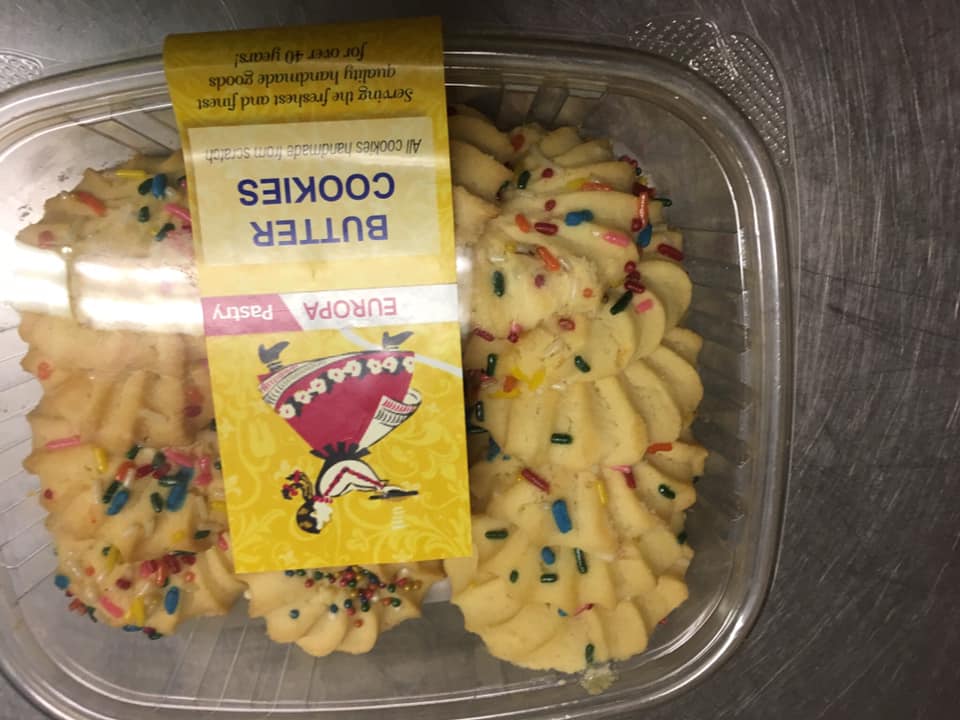 EUROPA Pastry
BUTTER
COOKIES
All cookies handmade from scratch
Serving the freshest and finest
quality handmade goods
for over 40 years!